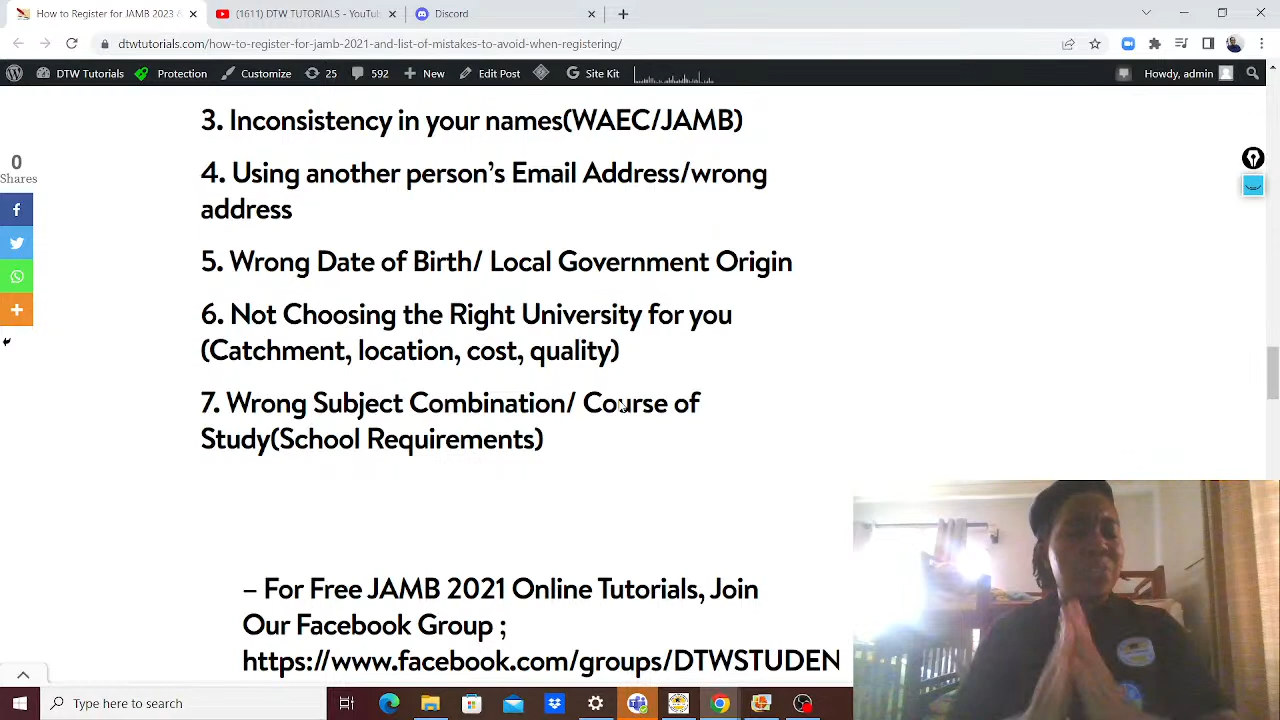 How to Register for JAMB 2023
(1611) DTW TUTORIALS - YouTu
Discord
dtwtutorials.com/how-to-register-for-jamb-2021-and-list-of-mistakes-to-avoid-when-registering/
DTW Tutorials
Protection
Customize
25
592
New
Edit Post
Site Kit
Howdy, admin
3. Inconsistency in your names(WAEC/JAMB)
0
Shares
4. Using another person’s Email Address/wrong
address
5. Wrong Date of Birth/ Local Government Origin
6. Not Choosing the Right University for you
(Catchment, location, cost, quality)
7. Wrong Subject Combination/ Course of
Study(School Requirements)
– For Free JAMB 2021 Online Tutorials, Join
Our Facebook Group ;
https://www.facebook.com/groups/DTWSTUDEN
Type here to search